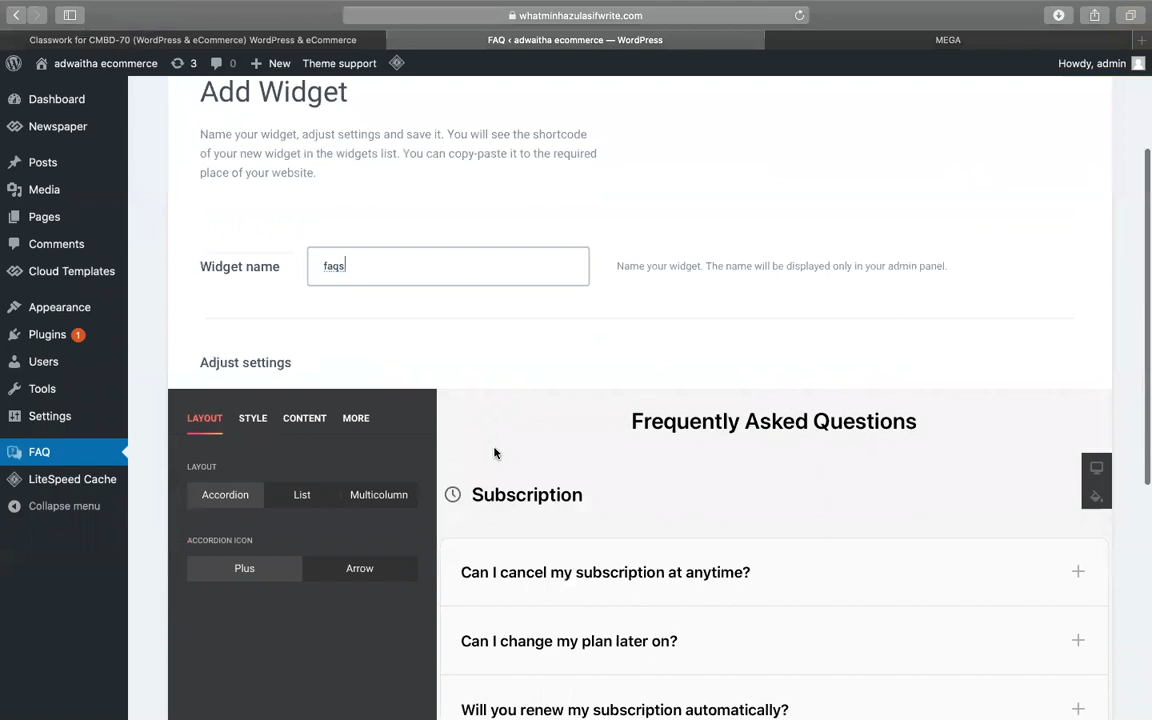 whatminhazulasifwrite.com
Classwork for CMBD-70 (WordPress & eCommerce) WordPress & eCommerce
FAQ ‹ adwaitha ecommerce — WordPress
MEGA
adwaitha ecommerce
3
0
New
Theme support
Howdy, admin
Dashboard
Newspaper
Posts
Media
Pages
Comments
Cloud Templates
Appearance
Plugins 1
Users
Tools
Settings
FAQ
LiteSpeed Cache
Collapse menu
Add Widget
Name your widget, adjust settings and save it. You will see the shortcode
of your new widget in the widgets list. You can copy-paste it to the required
place of your website.
Widget name
faqs
Name your widget. The name will be displayed only in your admin panel.
Adjust settings
LAYOUT STYLE CONTENT MORE
LAYOUT
Accordion List Multicolumn
ACCORDION ICON
Plus Arrow
Frequently Asked Questions
Subscription
Can I cancel my subscription at anytime?
Can I change my plan later on?
Will you renew my subscription automatically?